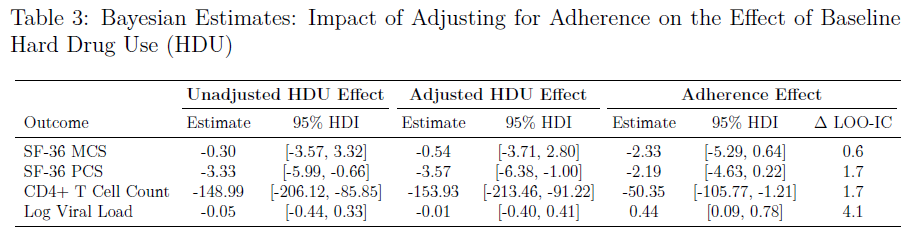 Table 3: Bayesian Estimates: Impact of Adjusting for Adherence on the Effect of Baseline
Hard Drug Use (HDU)
Unadjusted HDU Effect Adjusted HDU Effect Adherence Effect
Outcome Estimate 95% HDI Estimate 95% HDI Estimate 95% HDI Δ LOO-IC
SF-36 MCS -0.30 [-3.57, 3.32] -0.54 [-3.71, 2.80] -2.33 [-5.29, 0.64] 0.6
SF-36 PCS -3.33 [-5.99, -0.66] -3.57 [-6.38, -1.00] -2.19 [-4.63, 0.22] 1.7
CD4+ T Cell Count -148.99 [-206.12, -85.85] -153.93 [-213.46, -91.22] -50.35 [-105.77, -1.21] 1.7
Log Viral Load -0.05 [-0.44, 0.33] -0.01 [-0.40, 0.41] 0.44 [0.09, 0.78] 4.1